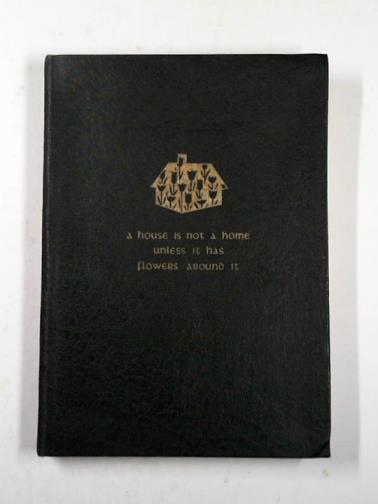 a house is not a home
unless it has
flowers around it